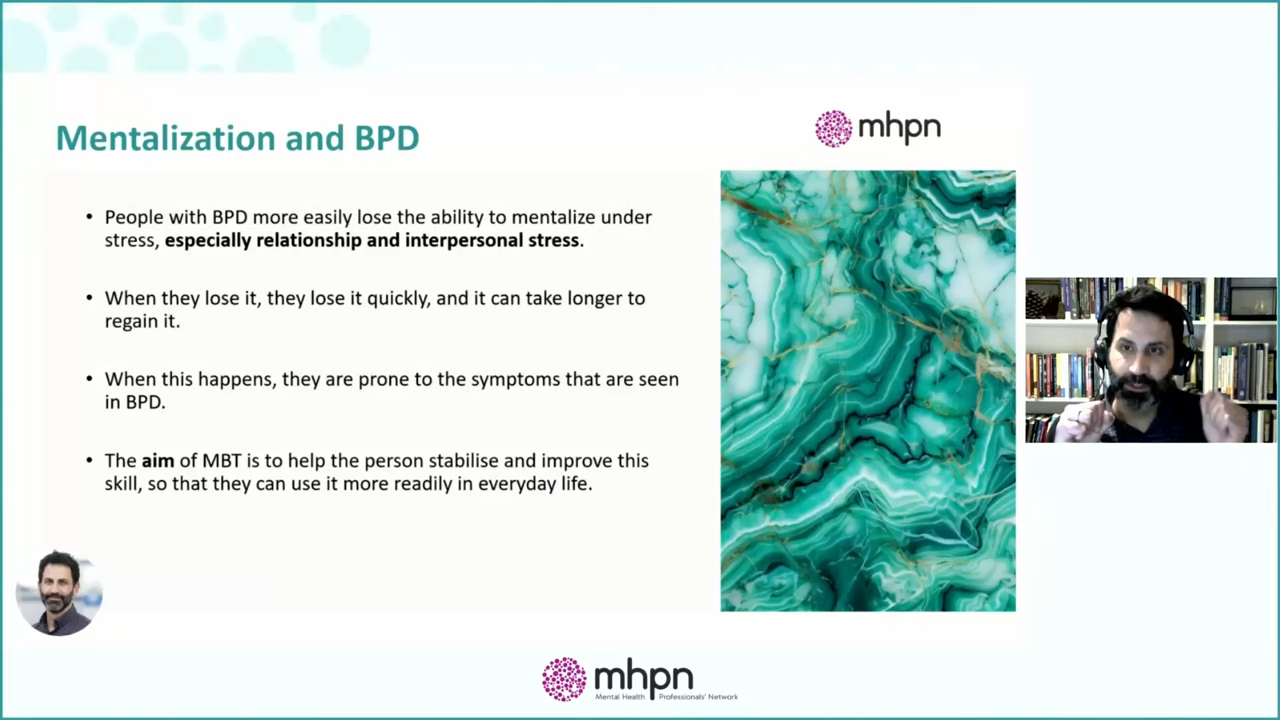 Mentalization and BPD
mhpn
• People with BPD more easily lose the ability to mentalize under
stress, especially relationship and interpersonal stress.
• When they lose it, they lose it quickly, and it can take longer to
regain it.
• When this happens, they are prone to the symptoms that are seen
in BPD.
• The aim of MBT is to help the person stabilise and improve this
skill, so that they can use it more readily in everyday life.
mhpn
Mental Health Professionals' Network